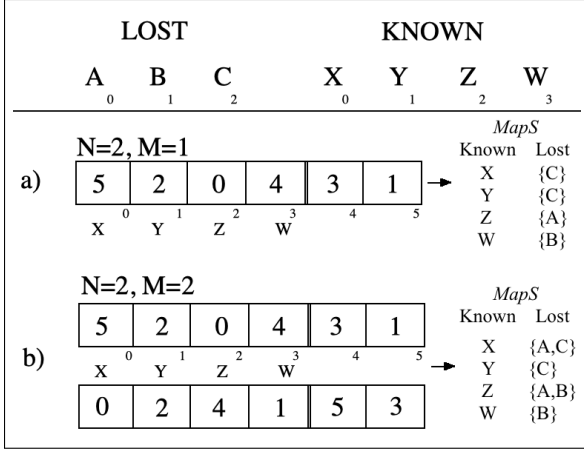 LOST KNOWN
A B C X Y Z W
0 1 2 0 1 2 3
N=2, M=1
MapS
Known Lost
a) 5 2 0 4 3 1
0 1 2 3 4 5
X Y Z W
X {C}
Y {C}
Z {A}
W {B}
N=2, M=2
MapS
Known Lost
b) 5 2 0 4 3 1
0 1 2 3 4 5
X Y Z W
0 2 4 1 5 3
X {A,C}
Y {C}
Z {A,B}
W {B}